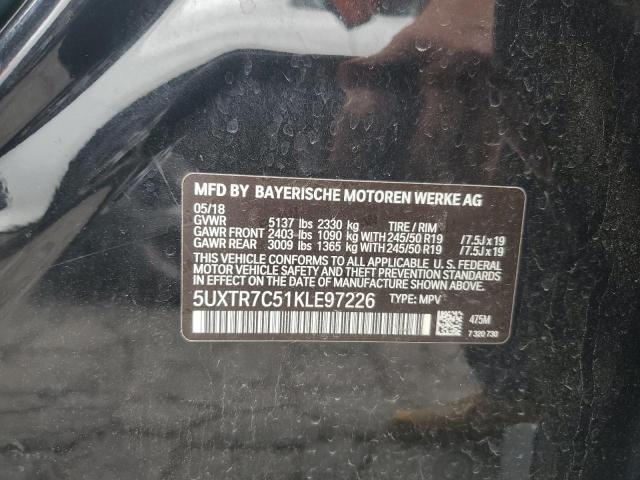 MFD BY BAYERISCHE MOTOREN WERKE AG
05/18
GVWR 5137 lbs 2330 kg TIRE / RIM
GAWR FRONT 2403-lbs 1090 kg WITH 245/50 R19 /7.5J x 19
GAWR REAR 3009 lbs 1365 kg WITH 245/50 R19 /7.5J x 19
THIS VEHICLE CONFORMS TO ALL APPLICABLE U.S. FEDERAL
MOTOR VEHICLE SAFETY, BUMPER, AND THEFT PREVENTION STANDARDS
IN EFFECT ON THE DATE OF MANUFACTURE SHOWN ABOVE.
5UXTR7C51KLE97226 TYPE: MPV
475M
7 320 730